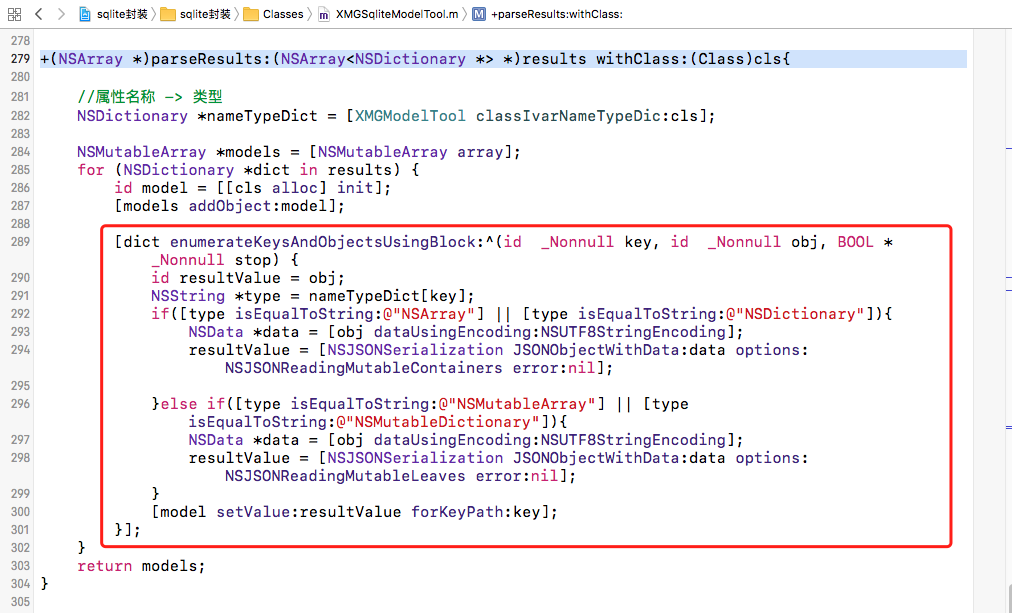 sqlite封装 〉 sqlite封装 〉 Classes 〉 m XMGSqliteModelTool.m 〉 M +parseResults:withClass:
278
279 +(NSArray *)parseResults:(NSArray<NSDictionary *> *)results withClass:(Class)cls{
280
281 //属性名称 -> 类型
282 NSDictionary *nameTypeDict = [XMGModelTool classIvarNameTypeDic:cls];
283
284 NSMutableArray *models = [NSMutableArray array];
285 for (NSDictionary *dict in results) {
286 id model = [[cls alloc] init];
287 [models addObject:model];
288
289 [dict enumerateKeysAndObjectsUsingBlock:^(id  _Nonnull key, id  _Nonnull obj, BOOL *
_Nonnull stop) {
290 id resultValue = obj;
291 NSString *type = nameTypeDict[key];
292 if([type isEqualToString:@"NSArray"] || [type isEqualToString:@"NSDictionary"]){
293 NSData *data = [obj dataUsingEncoding:NSUTF8StringEncoding];
294 resultValue = [NSJSONSerialization JSONObjectWithData:data options:
NSJSONReadingMutableContainers error:nil];
295
296 }else if([type isEqualToString:@"NSMutableArray"] || [type
isEqualToString:@"NSMutableDictionary"]){
297 NSData *data = [obj dataUsingEncoding:NSUTF8StringEncoding];
298 resultValue = [NSJSONSerialization JSONObjectWithData:data options:
NSJSONReadingMutableLeaves error:nil];
299 }
300 [model setValue:resultValue forKeyPath:key];
301 }];
302 }
303 return models;
304 }
305